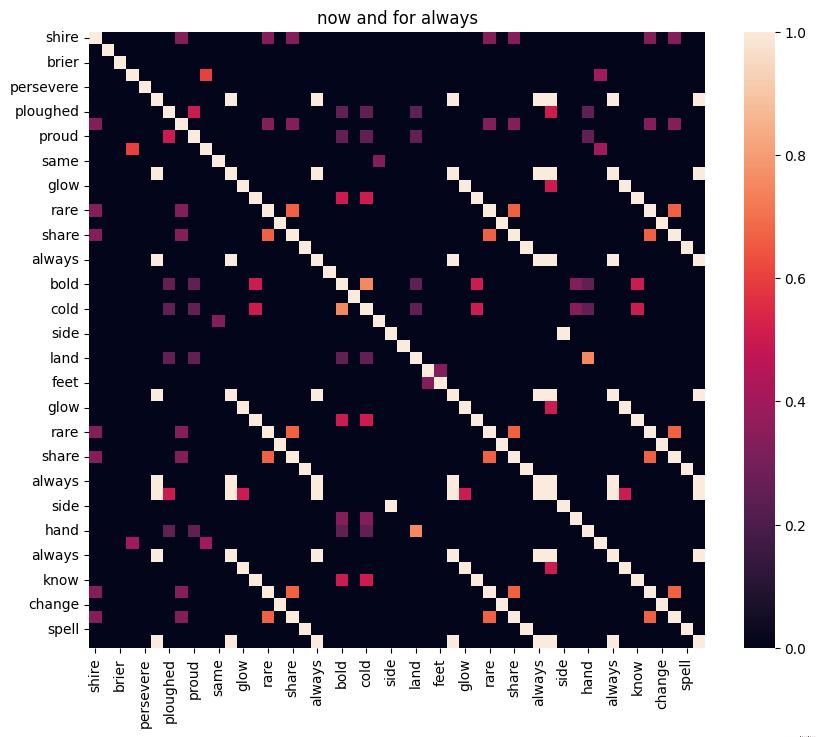 now and for always
shire
brier
persevere
ploughed
proud
same
glow
rare
share
always
bold
cold
side
land
feet
glow
rare
share
always
side
hand
always
know
change
spell
1.0
0.8
0.6
0.4
0.2
0.0
shire
brier
persevere
ploughed
proud
same
glow
rare
share
always
bold
cold
side
land
feet
glow
rare
share
always
side
hand
always
know
change
spell